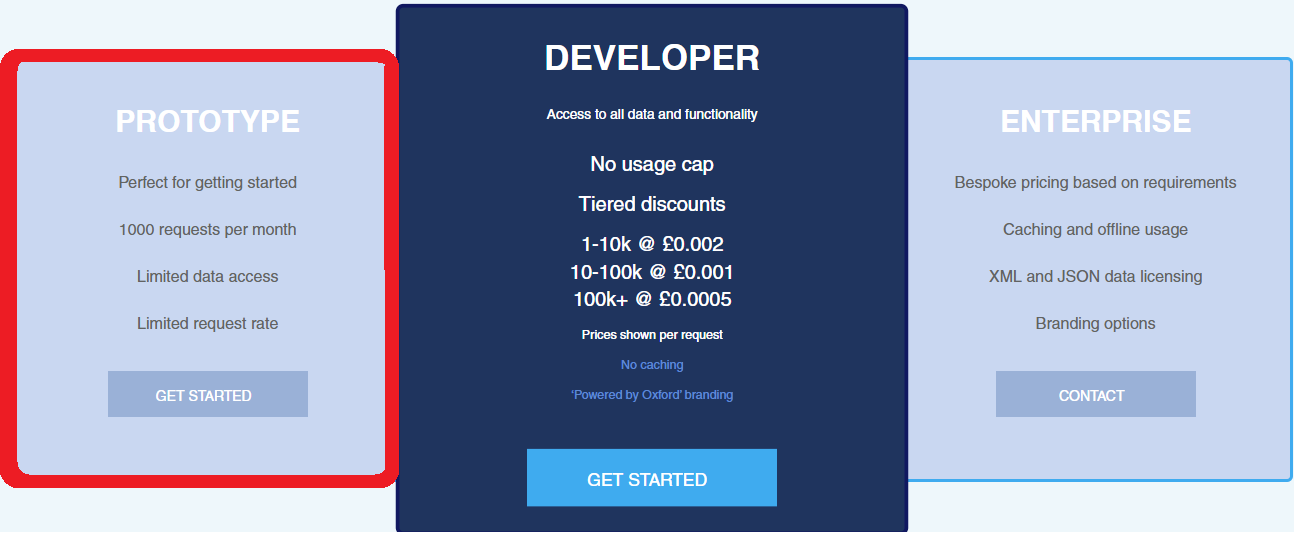 PROTOTYPE
Perfect for getting started
1000 requests per month
Limited data access
Limited request rate
GET STARTED
DEVELOPER
Access to all data and functionality
No usage cap
Tiered discounts
1-10k @ £0.002
10-100k @ £0.001
100k+ @ £0.0005
Prices shown per request
No caching
'Powered by Oxford' branding
GET STARTED
ENTERPRISE
Bespoke pricing based on requirements
Caching and offline usage
XML and JSON data licensing
Branding options
CONTACT